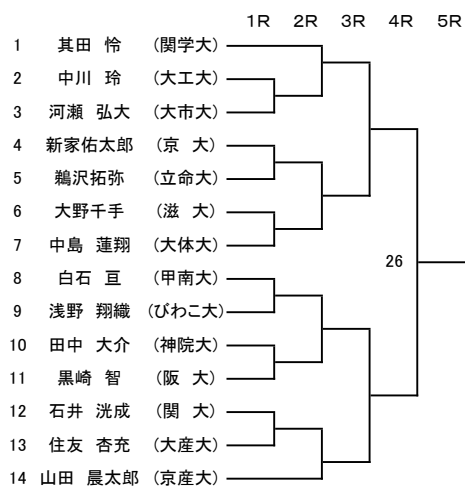 1R 2R 3R 4R 5R
1 其田 怜 (関学大)
2 中川 玲 (大工大)
3 河瀬 弘大 (大市大)
4 新家佑太郎 (京 大)
5 鵜沢拓弥 (立命大)
6 大野千手 (滋 大)
7 中島 蓮翔 (大体大)
8 白石 亘 (甲南大)
26
9 浅野 翔織 (びわこ大)
10 田中 大介 (神院大)
11 黒崎 智 (阪 大)
12 石井 洸成 (関 大)
13 住友 杏充 (大産大)
14 山田 晨太郎 (京産大)